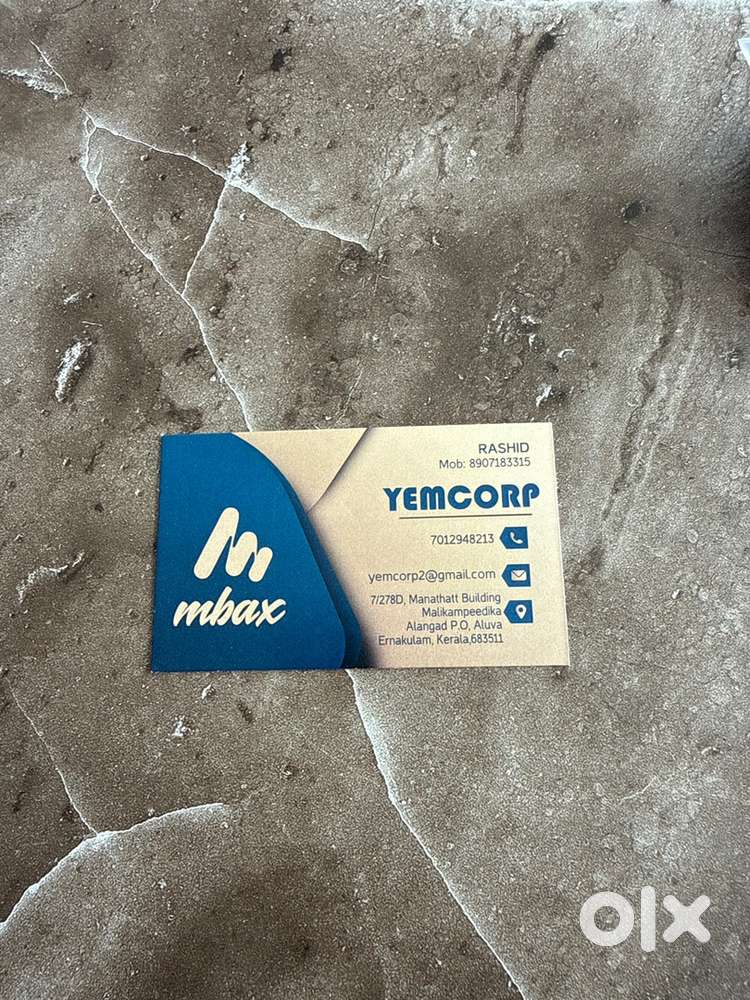 RASHID
Mob: 8907183315
YEMCORP
7012948213
yemcorp2@gmail.com
7/278D, Manathatt Building
Malikampeedika
Alangad P.O, Aluva
Ernakulam, Kerala,683511
mbax
olx